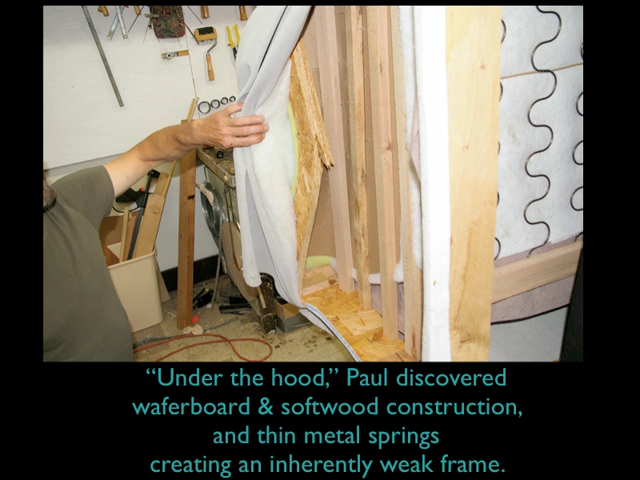 “Under the hood,” Paul discovered
waferboard & softwood construction,
and thin metal springs
creating an inherently weak frame.